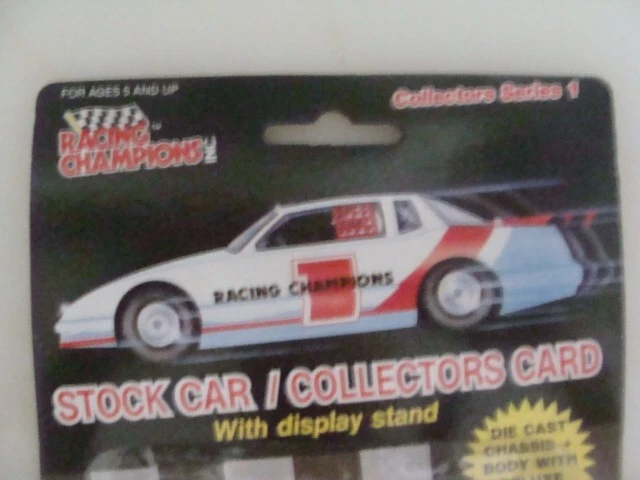 FOR AGES 5 AND UP
Collectors Series 1
RACING
CHAMPIONS INC.
TM
RACING CHAMPIONS
1
STOCK CAR / COLLECTORS CARD
With display stand
DIE CAST
CHASSIS +
BODY WITH